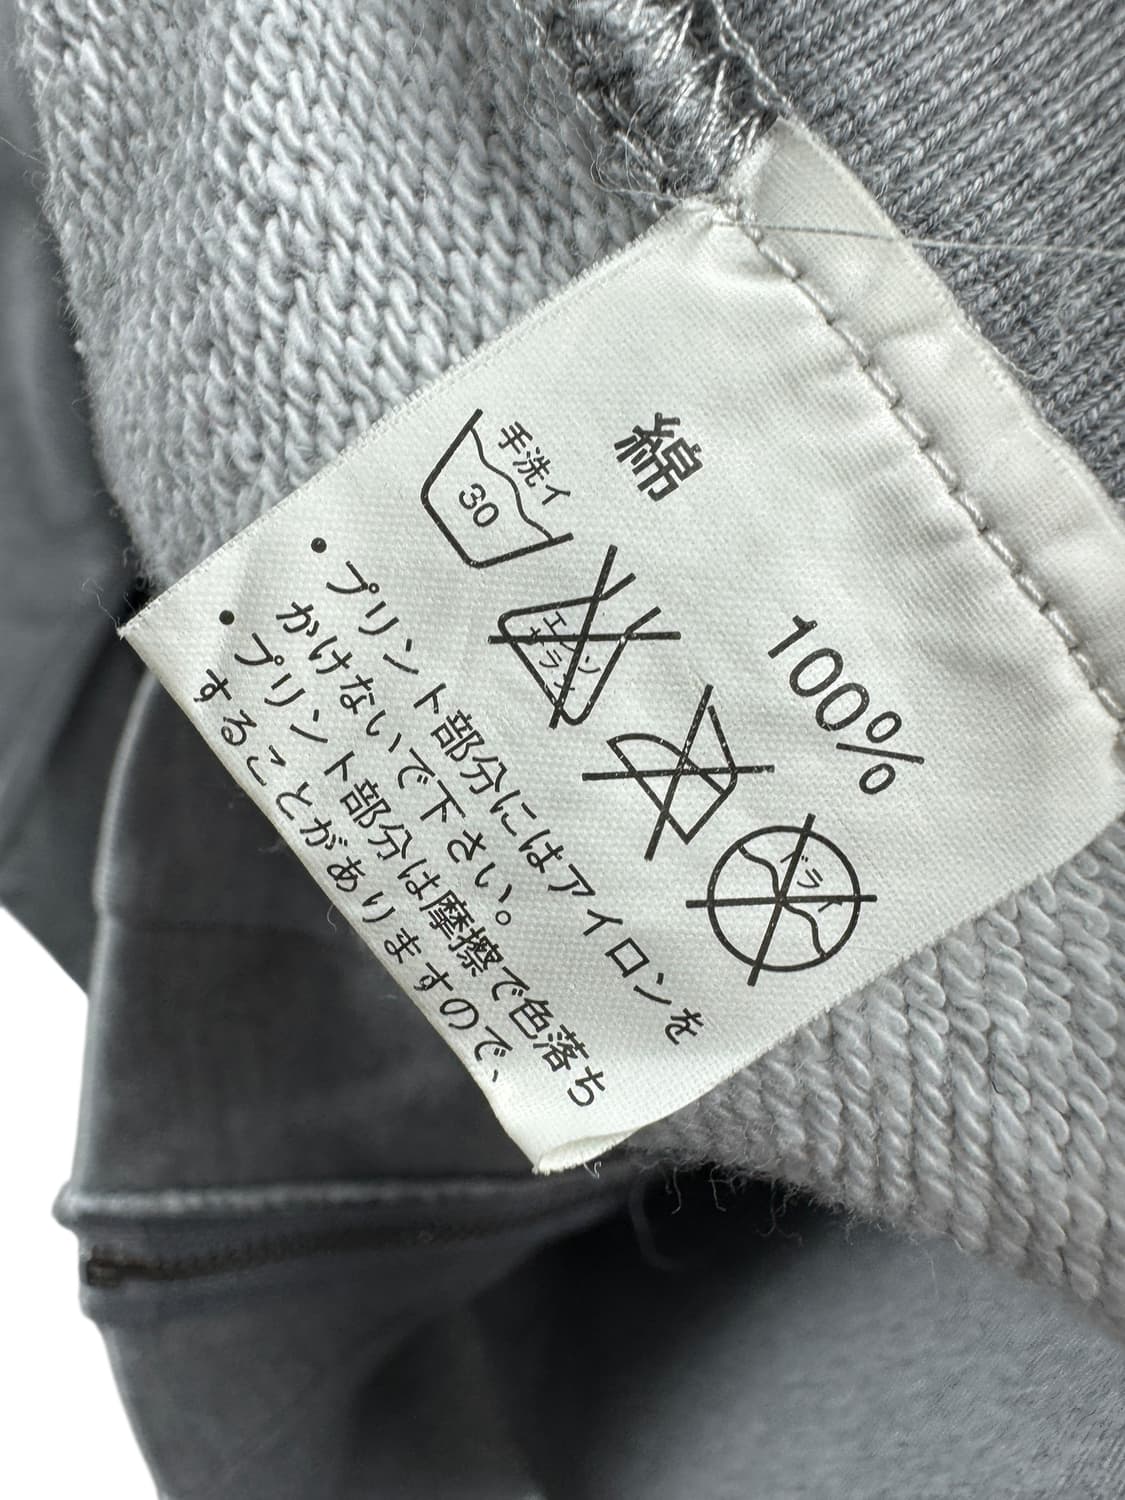 綿 100%
手洗イ
30
エンソ
サラシ
ドライ
・プリント部分にはアイロンを
かけないで下さい。
・プリント部分は摩擦で色落ち
することがありますので、